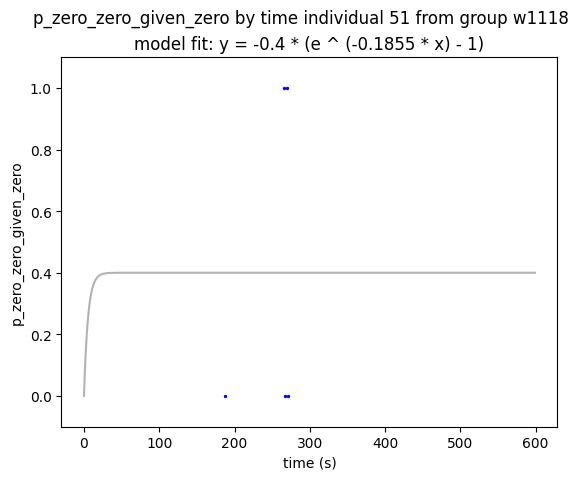 p_zero_zero_given_zero by time individual 51 from group w1118
model fit: y = -0.4 * (e ^ (-0.1855 * x) - 1)
p_zero_zero_given_zero
1.0
0.8
0.6
0.4
0.2
0.0
0 100 200 300 400 500 600
time (s)